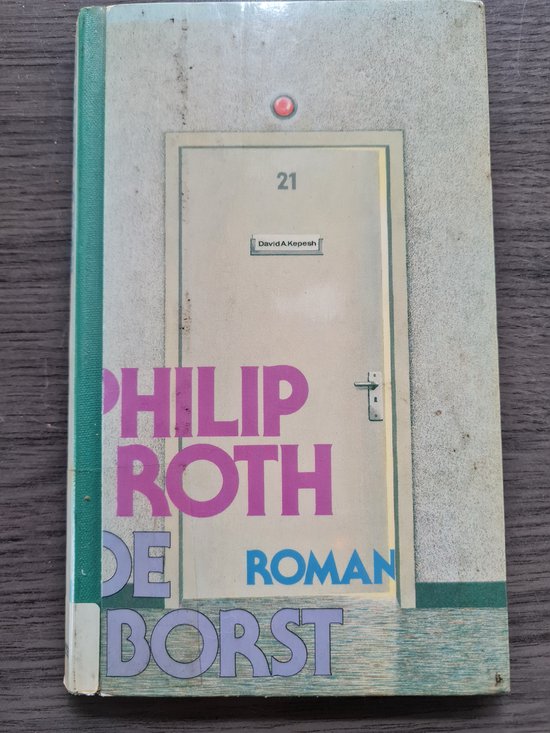 21
David A. Kepesh
PHILIP
ROTH
DE
ROMAN
BORST